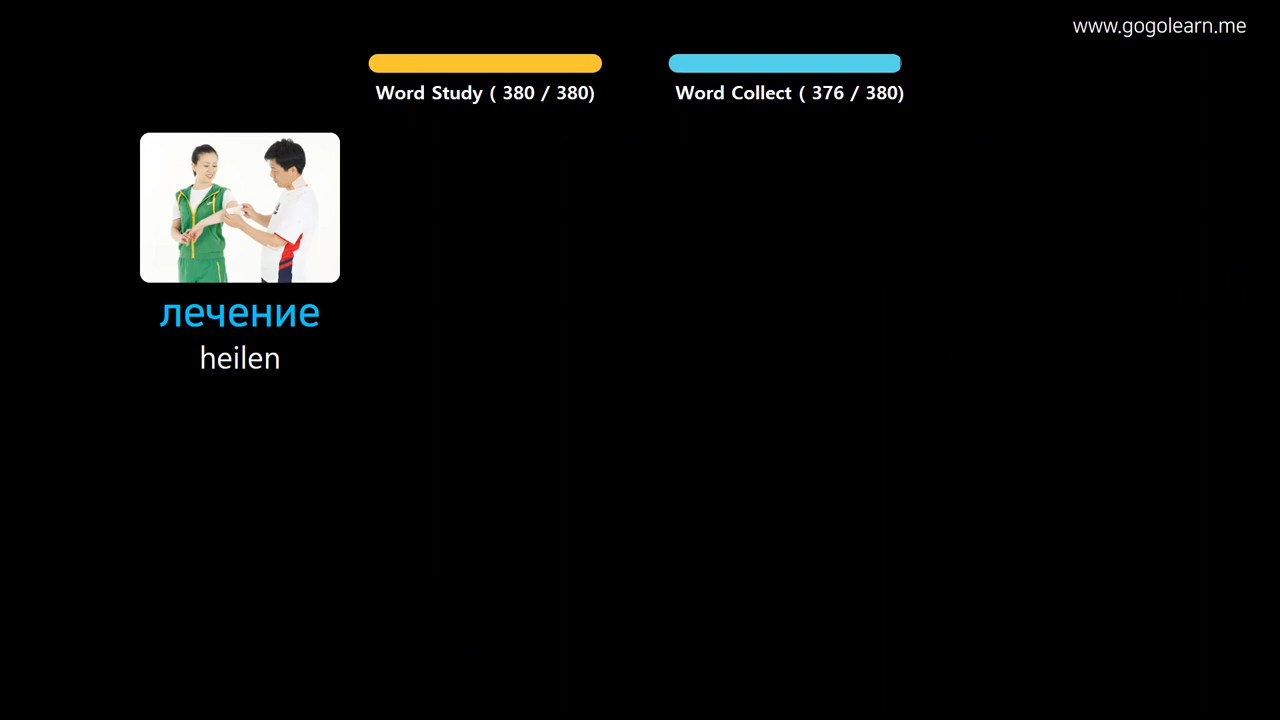 www.gogolearn.me
Word Study ( 380 / 380)
Word Collect ( 376 / 380)
лечение
heilen